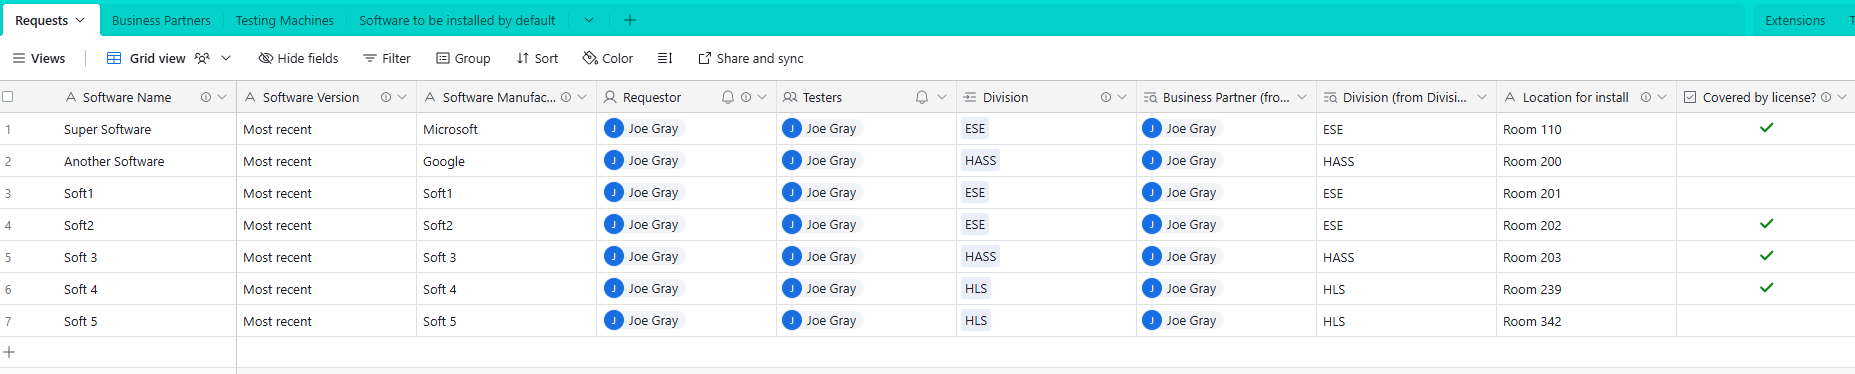 Requests Business Partners Testing Machines Software to be installed by default Extensions T
Views Grid view Hide fields Filter Group Sort Color Share and sync
Software Name Software Version Software Manufac... Requestor Testers Division Business Partner (fro... Division (from Divisi... Location for install Covered by license?
1 Super Software Most recent Microsoft J Joe Gray J Joe Gray ESE J Joe Gray ESE Room 110
2 Another Software Most recent Google J Joe Gray J Joe Gray HASS J Joe Gray HASS Room 200
3 Soft1 Most recent Soft1 J Joe Gray J Joe Gray ESE J Joe Gray ESE Room 201
4 Soft2 Most recent Soft2 J Joe Gray J Joe Gray ESE J Joe Gray ESE Room 202
5 Soft 3 Most recent Soft 3 J Joe Gray J Joe Gray HASS J Joe Gray HASS Room 203
6 Soft 4 Most recent Soft 4 J Joe Gray J Joe Gray HLS J Joe Gray HLS Room 239
7 Soft 5 Most recent Soft 5 J Joe Gray J Joe Gray HLS J Joe Gray HLS Room 342